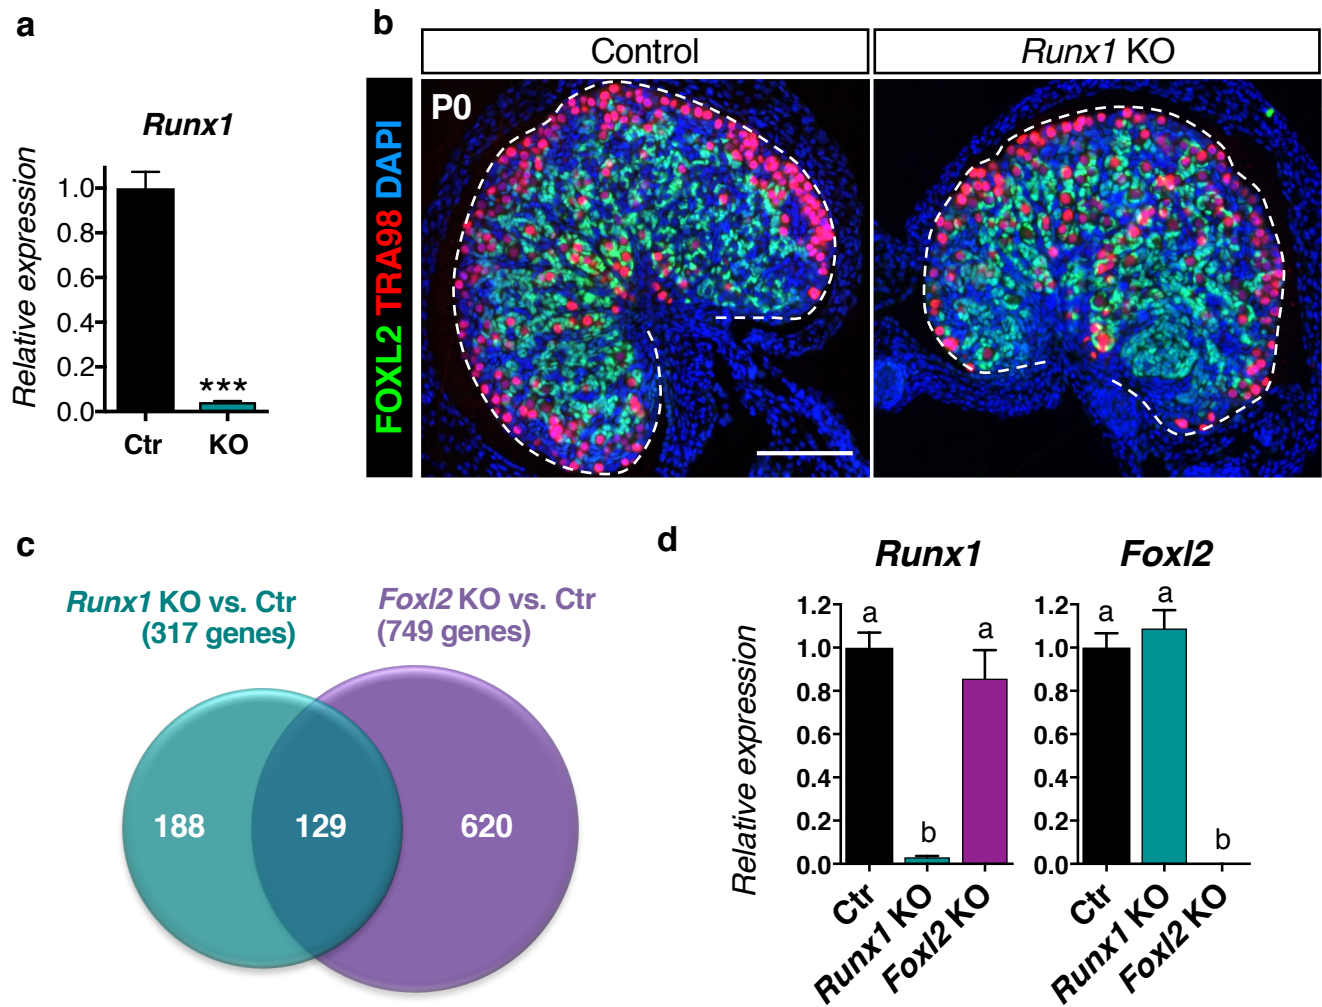 a
Runx1
Relative expression
1.0
0.8
0.6
0.4
0.2
0.0
***
Ctr
KO
b
Control
Runx1 KO
FOXL2 TRA98 DAPI
P0
c
Runx1 KO vs. Ctr
(317 genes)
Foxl2 KO vs. Ctr
(749 genes)
188
129
620
d
Runx1
Relative expression
1.2
1.0
0.8
0.6
0.4
0.2
0.0
a
b
a
Ctr
Runx1 KO
Foxl2 KO
Foxl2
1.2
1.0
0.8
0.6
0.4
0.2
0.0
a
a
b
Ctr
Runx1 KO
Foxl2 KO